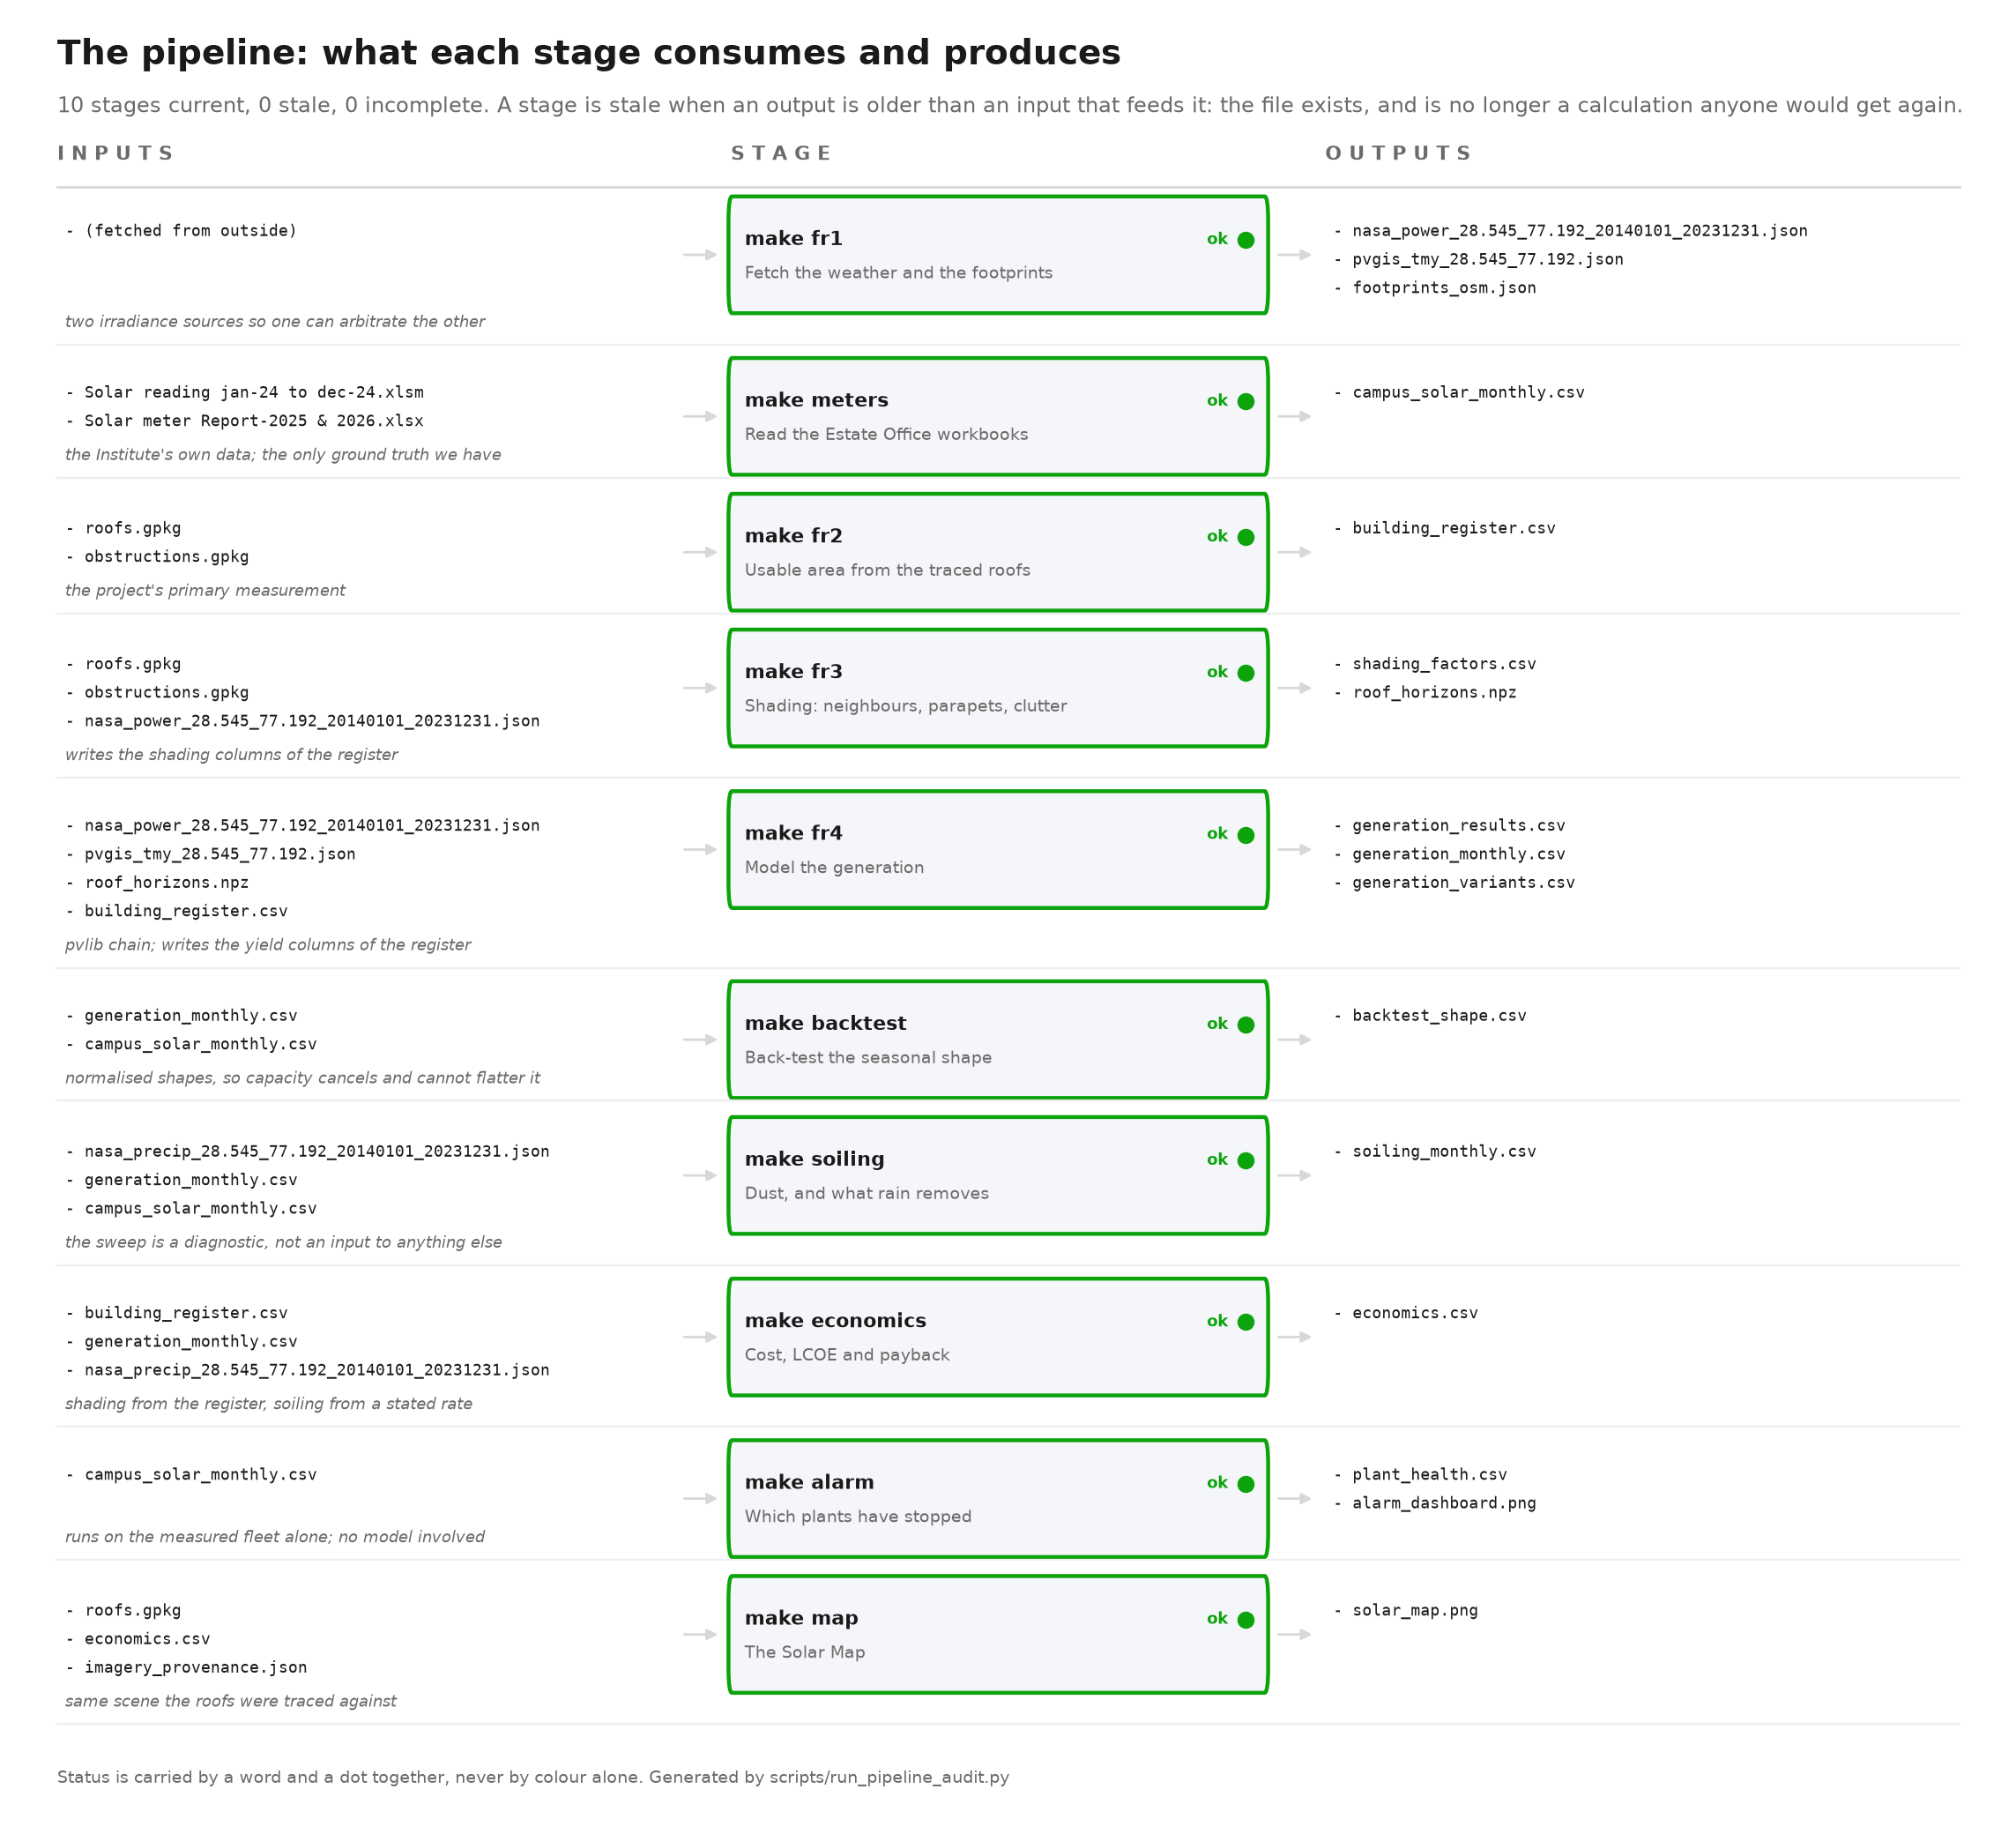 The pipeline: what each stage consumes and produces
10 stages current, 0 stale, 0 incomplete. A stage is stale when an output is older than an input that feeds it: the file exists, and is no longer a calculation anyone would get again.
INPUTS STAGE OUTPUTS
- (fetched from outside)
two irradiance sources so one can arbitrate the other
make fr1 ok
Fetch the weather and the footprints
- nasa_power_28.545_77.192_20140101_20231231.json
- pvgis_tmy_28.545_77.192.json
- footprints_osm.json
- Solar reading jan-24 to dec-24.xlsm
- Solar meter Report-2025 & 2026.xlsx
the Institute's own data; the only ground truth we have
make meters ok
Read the Estate Office workbooks
- campus_solar_monthly.csv
- roofs.gpkg
- obstructions.gpkg
the project's primary measurement
make fr2 ok
Usable area from the traced roofs
- building_register.csv
- roofs.gpkg
- obstructions.gpkg
- nasa_power_28.545_77.192_20140101_20231231.json
writes the shading columns of the register
make fr3 ok
Shading: neighbours, parapets, clutter
- shading_factors.csv
- roof_horizons.npz
- nasa_power_28.545_77.192_20140101_20231231.json
- pvgis_tmy_28.545_77.192.json
- roof_horizons.npz
- building_register.csv
pvlib chain; writes the yield columns of the register
make fr4 ok
Model the generation
- generation_results.csv
- generation_monthly.csv
- generation_variants.csv
- generation_monthly.csv
- campus_solar_monthly.csv
normalised shapes, so capacity cancels and cannot flatter it
make backtest ok
Back-test the seasonal shape
- backtest_shape.csv
- nasa_precip_28.545_77.192_20140101_20231231.json
- generation_monthly.csv
- campus_solar_monthly.csv
the sweep is a diagnostic, not an input to anything else
make soiling ok
Dust, and what rain removes
- soiling_monthly.csv
- building_register.csv
- generation_monthly.csv
- nasa_precip_28.545_77.192_20140101_20231231.json
shading from the register, soiling from a stated rate
make economics ok
Cost, LCOE and payback
- economics.csv
- campus_solar_monthly.csv
runs on the measured fleet alone; no model involved
make alarm ok
Which plants have stopped
- plant_health.csv
- alarm_dashboard.png
- roofs.gpkg
- economics.csv
- imagery_provenance.json
same scene the roofs were traced against
make map ok
The Solar Map
- solar_map.png
Status is carried by a word and a dot together, never by colour alone. Generated by scripts/run_pipeline_audit.py